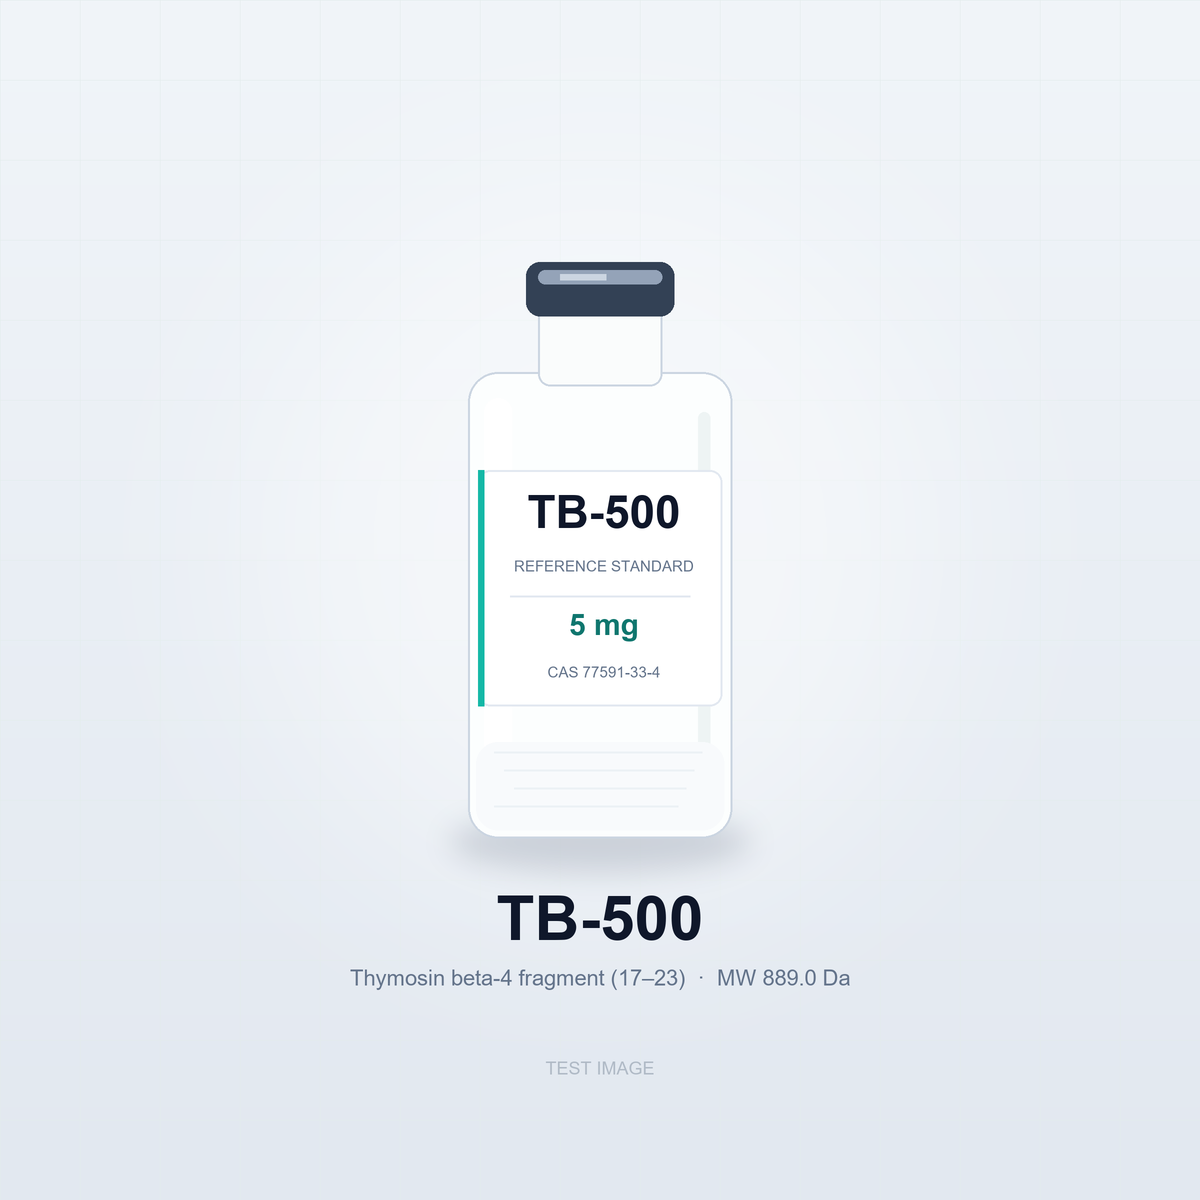 TB-500
REFERENCE STANDARD
5 mg
CAS 77591-33-4
TB-500
Thymosin beta-4 fragment (17–23) · MW 889.0 Da
TEST IMAGE